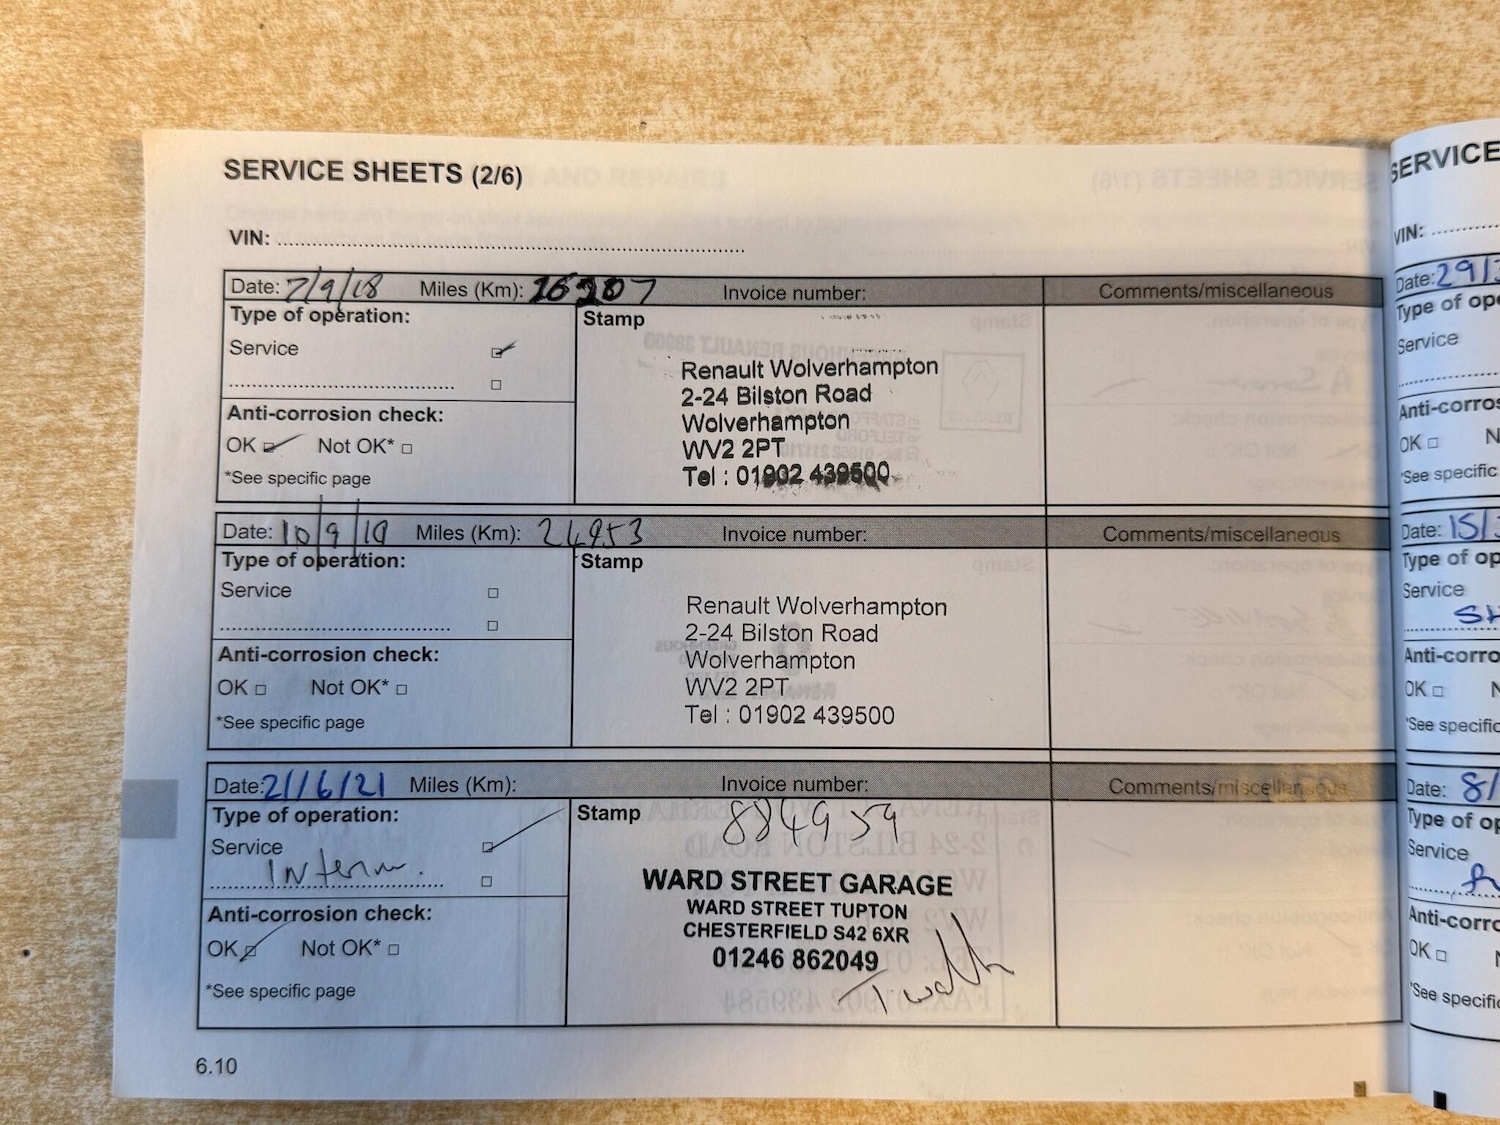 SERVICE SHEETS (2/6)
VIN:
Date: 7/9/18 Miles (Km): 16207 Invoice number: Comments/miscellaneous
Type of operation: Stamp
Service
Renault Wolverhampton
2-24 Bilston Road
Anti-corrosion check: Wolverhampton
OK Not OK* WV2 2PT
*See specific page Tel : 01902 439500
Date: 10/9/19 Miles (Km): 24953 Invoice number: Comments/miscellaneous
Type of operation: Stamp
Service
Renault Wolverhampton
2-24 Bilston Road
Anti-corrosion check: Wolverhampton
OK Not OK* WV2 2PT
*See specific page Tel : 01902 439500
Date: 21/6/21 Miles (Km): Invoice number: Comments/miscellaneous
Type of operation: Stamp 884959
Service
Interim.
WARD STREET GARAGE
Anti-corrosion check: WARD STREET TUPTON
CHESTERFIELD S42 6XR
OK Not OK* 01246 862049
*See specific page
6.10
SERVICE
VIN:
Date: 29/
Type of ope
Service
Anti-corros
OK N
*See specific
Date: 15/
Type of op
Service
SH
Anti-corro
OK N
*See specific
Date: 8/
Type of op
Service
Anti-corro
OK N
*See specific